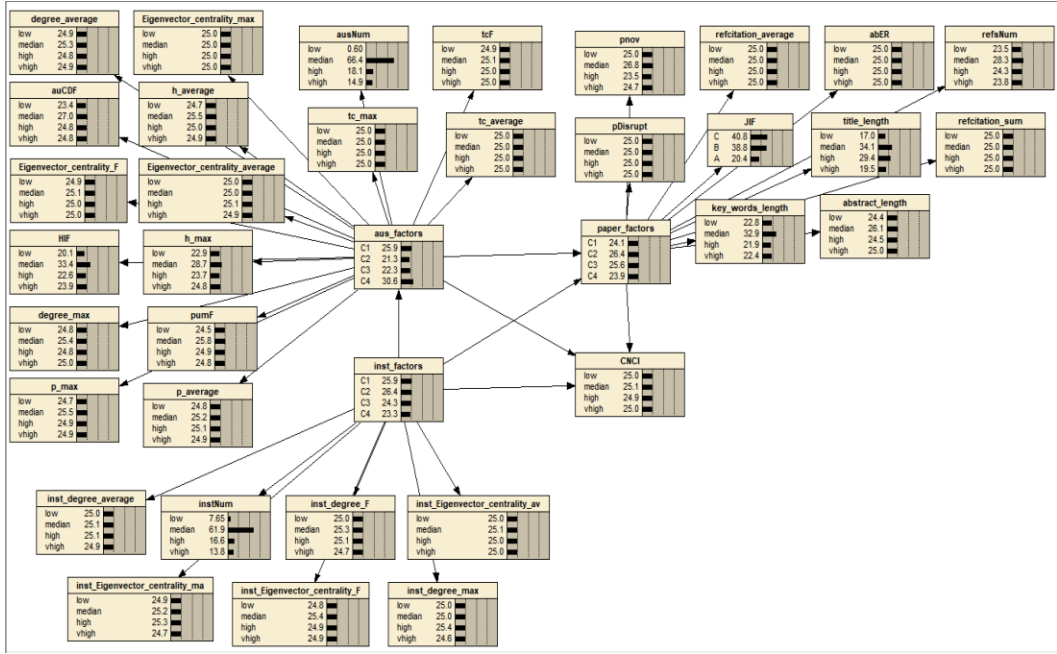 degree_average
low 24.9
median 25.3
high 24.8
vhigh 24.9
Eigenvector_centrality_max
low 25.0
median 25.0
high 25.0
vhigh 25.0
ausNum
low 0.60
median 66.4
high 18.1
vhigh 14.9
tcF
low 24.9
median 25.1
high 25.0
vhigh 25.0
pnov
low 25.0
median 26.8
high 23.5
vhigh 24.7
refcitation_average
low 25.0
median 25.0
high 25.0
vhigh 25.0
abER
low 25.0
median 25.0
high 25.0
vhigh 25.0
refsNum
low 23.5
median 28.3
high 24.3
vhigh 23.8
auCDF
low 23.4
median 27.0
high 24.8
vhigh 24.8
h_average
low 24.7
median 25.5
high 25.0
vhigh 24.9
tc_max
low 25.0
median 25.0
high 25.0
vhigh 25.0
tc_average
low 25.0
median 25.0
high 25.0
vhigh 25.0
pDisrupt
low 25.0
median 25.0
high 25.0
vhigh 25.0
JIF
C 40.8
B 38.8
A 20.4
title_length
low 17.0
median 34.1
high 29.4
vhigh 19.5
refcitation_sum
low 25.0
median 25.0
high 25.0
vhigh 25.0
Eigenvector_centrality_F
low 24.9
median 25.1
high 25.0
vhigh 25.0
Eigenvector_centrality_average
low 25.0
median 25.0
high 25.1
vhigh 24.9
key_words_length
low 22.8
median 32.9
high 21.9
vhigh 22.4
abstract_length
low 24.4
median 26.1
high 24.5
vhigh 25.0
HIF
low 20.1
median 33.4
high 22.6
vhigh 23.9
h_max
low 22.9
median 28.7
high 23.7
vhigh 24.8
aus_factors
C1 25.9
C2 21.3
C3 22.3
C4 30.6
paper_factors
C1 24.1
C2 26.4
C3 25.6
C4 23.9
degree_max
low 24.8
median 25.4
high 24.8
vhigh 25.0
pumF
low 24.5
median 25.8
high 24.9
vhigh 24.8
p_max
low 24.7
median 25.5
high 24.9
vhigh 24.9
p_average
low 24.8
median 25.2
high 25.1
vhigh 24.9
inst_factors
C1 25.9
C2 26.4
C3 24.3
C4 23.3
CNCI
low 25.0
median 25.1
high 24.9
vhigh 25.0
inst_degree_average
low 25.0
median 25.1
high 25.1
vhigh 24.9
instNum
low 7.65
median 61.9
high 16.6
vhigh 13.8
inst_degree_F
low 25.0
median 25.3
high 25.1
vhigh 24.7
inst_Eigenvector_centrality_av
low 25.0
median 25.1
high 25.0
vhigh 25.0
inst_Eigenvector_centrality_ma
low 24.9
median 25.2
high 25.3
vhigh 24.7
inst_Eigenvector_centrality_F
low 24.8
median 25.4
high 24.9
vhigh 24.9
inst_degree_max
low 25.0
median 25.0
high 25.4
vhigh 24.6